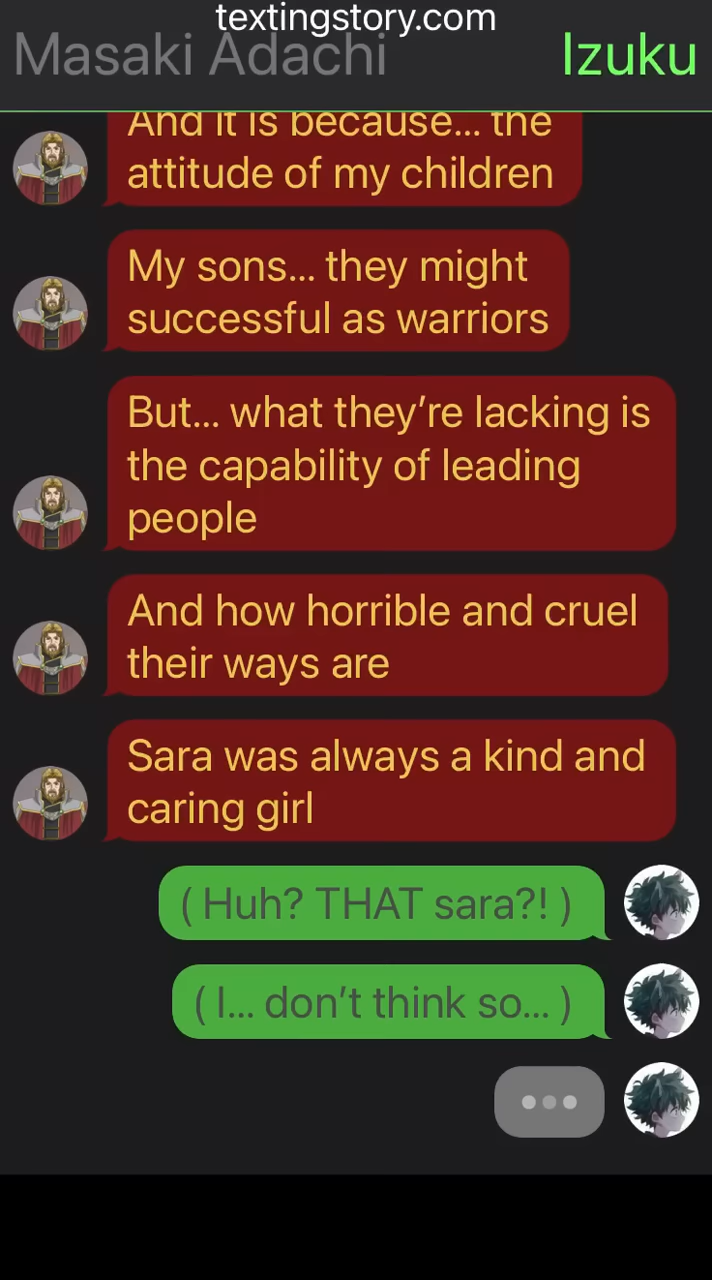 textingstory.com
Masaki Adachi
Izuku
And it is because... the
attitude of my children
My sons... they might
successful as warriors
But... what they’re lacking is
the capability of leading
people
And how horrible and cruel
their ways are
Sara was always a kind and
caring girl
( Huh? THAT sara?! )
( I... don’t think so... )